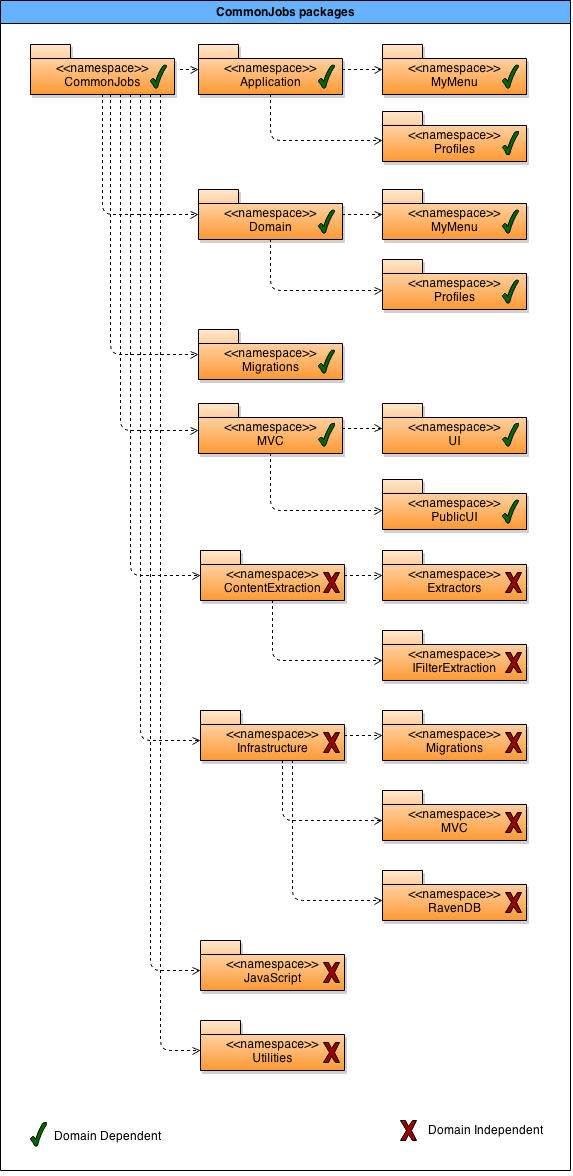 CommonJobs packages
<<namespace>>
CommonJobs
<<namespace>>
Application
<<namespace>>
MyMenu
<<namespace>>
Profiles
<<namespace>>
Domain
<<namespace>>
MyMenu
<<namespace>>
Profiles
<<namespace>>
Migrations
<<namespace>>
MVC
<<namespace>>
UI
<<namespace>>
PublicUI
<<namespace>>
ContentExtraction
<<namespace>>
Extractors
<<namespace>>
IFilterExtraction
<<namespace>>
Infrastructure
<<namespace>>
Migrations
<<namespace>>
MVC
<<namespace>>
RavenDB
<<namespace>>
JavaScript
<<namespace>>
Utilities
Domain Dependent
Domain Independent